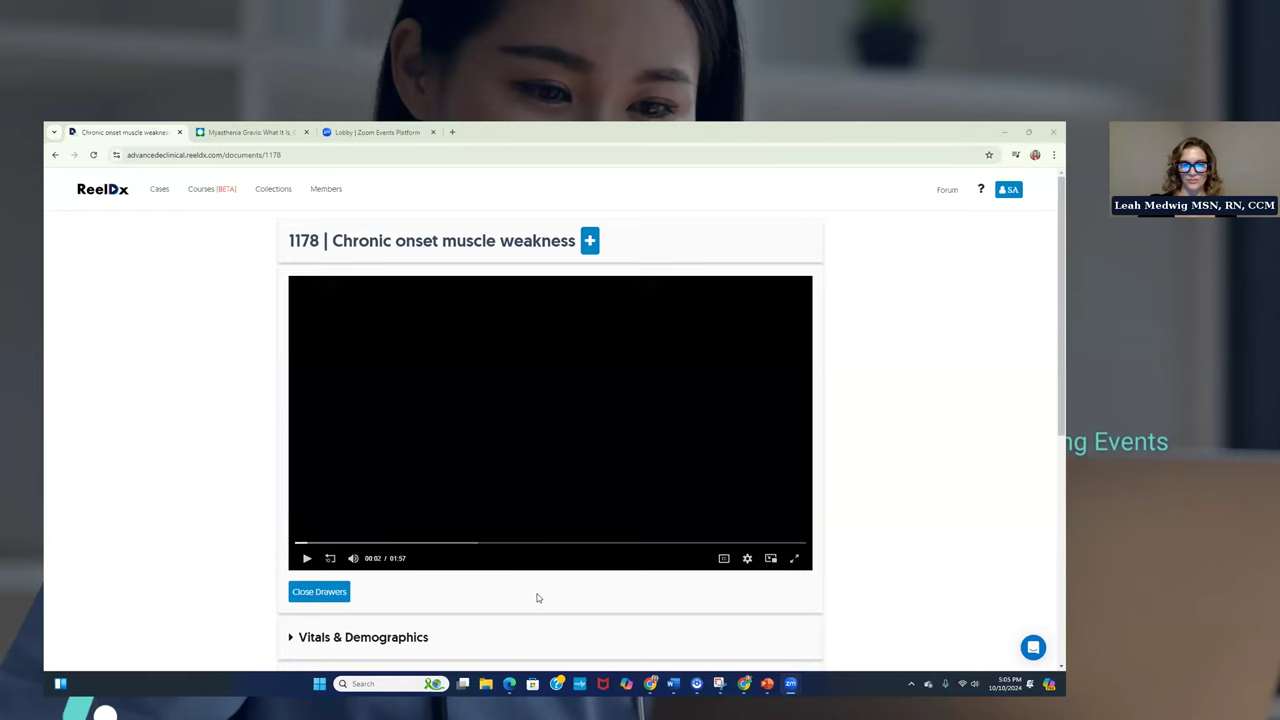 Chronic onset muscle weakness
Myasthenia Gravis: What It Is, C
Lobby | Zoom Events Platform
advancedeclinical.reeldx.com/documents/1178
ReelDx
Cases
Courses [BETA]
Collections
Members
Forum
?
SA
Leah Medwig MSN, RN, CCM
1178 | Chronic onset muscle weakness +
ng Events
00:02 / 01:57
Close Drawers
Vitals & Demographics
Search
5:05 PM
10/10/2024